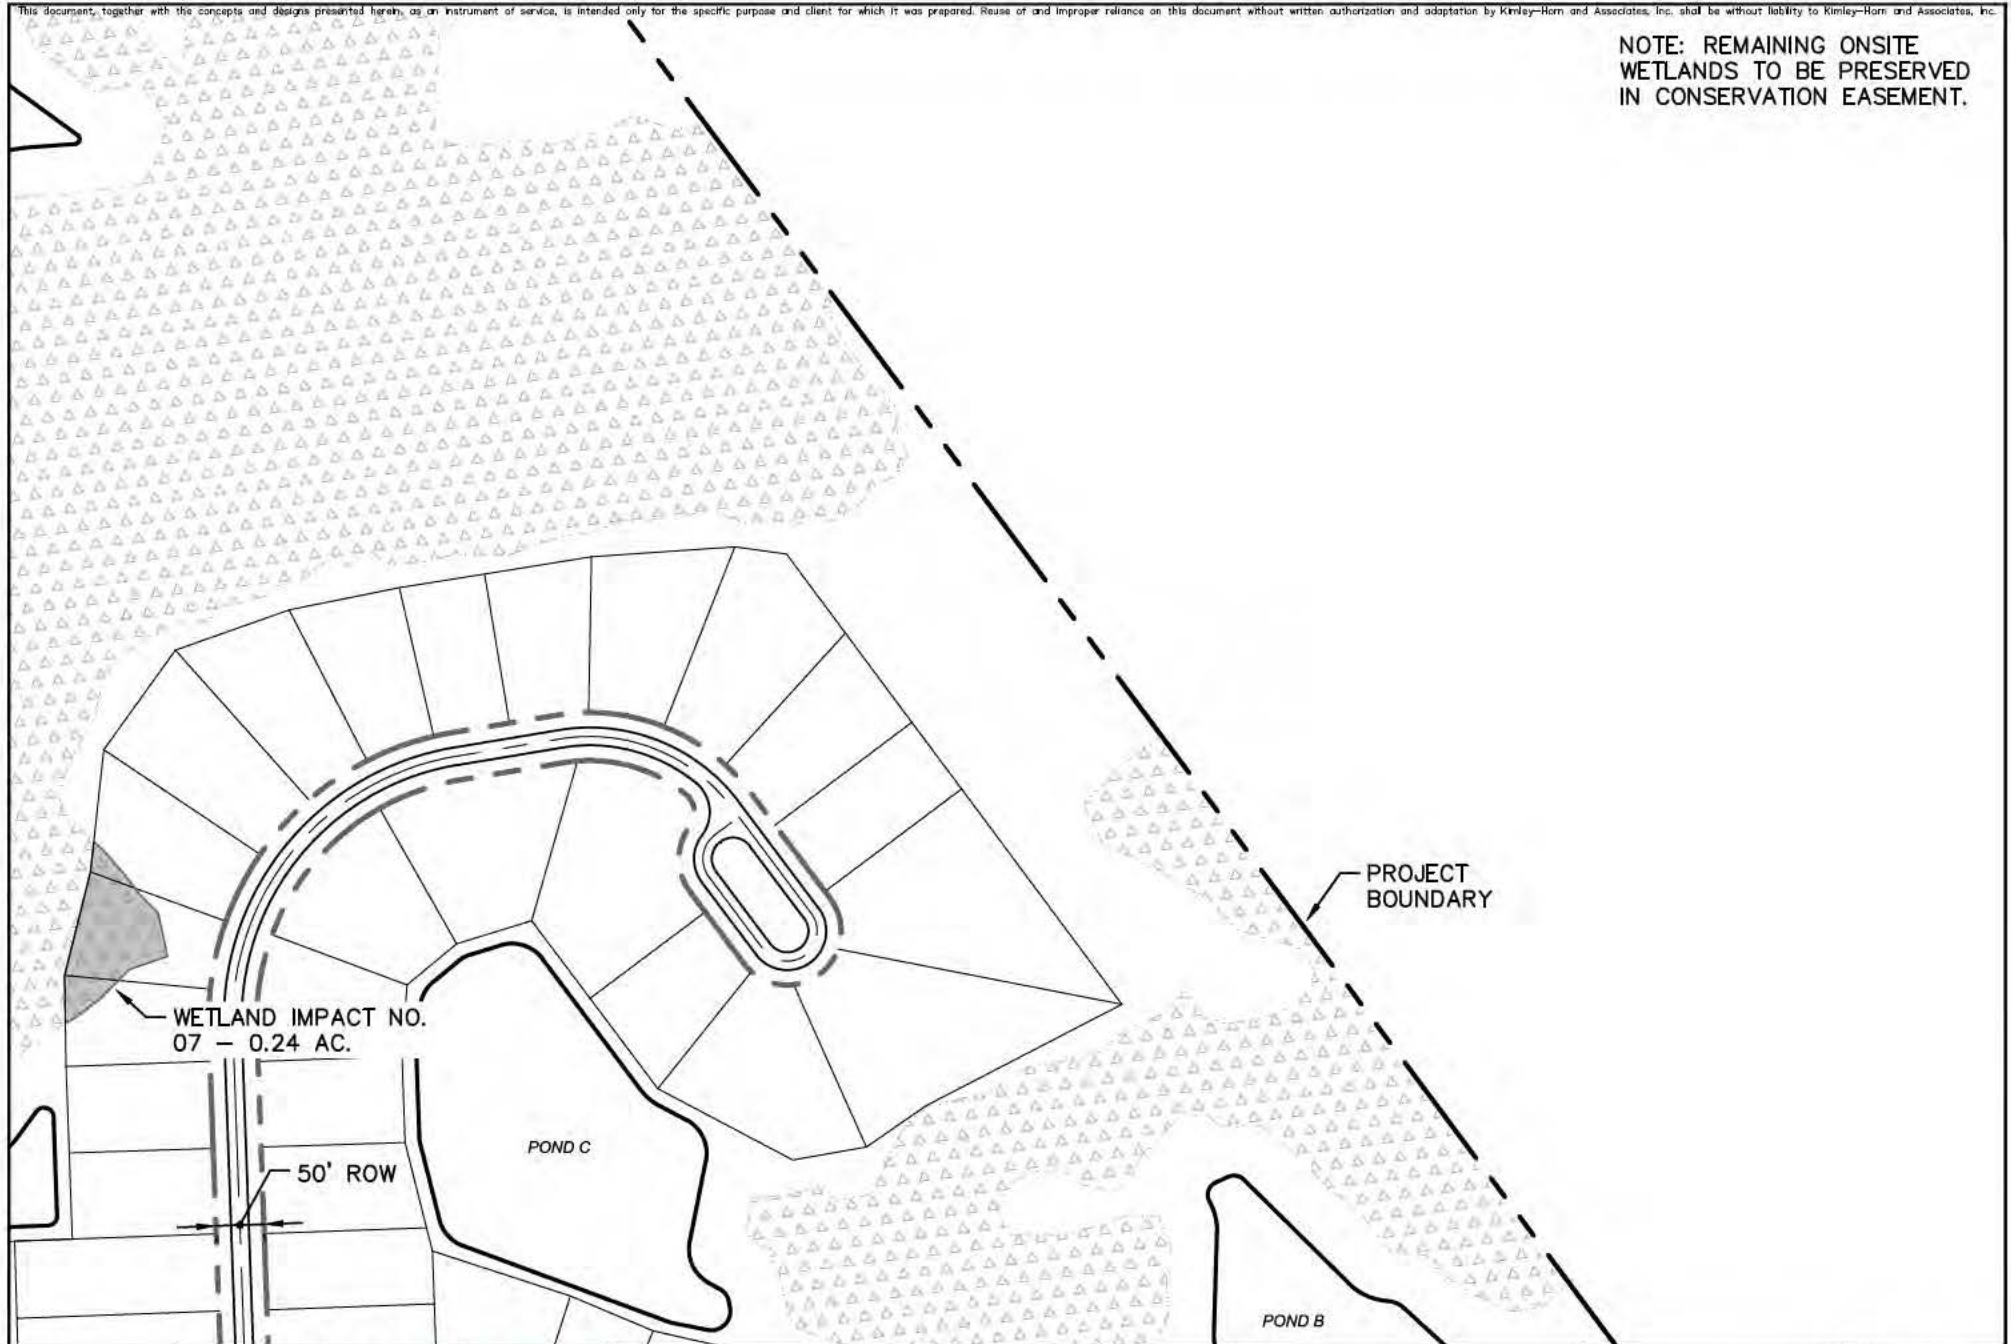 This document, together with the concepts and designs presented herein, as an instrument of service, is intended only for the specific purpose and client for which it was prepared. Reuse of and improper reliance on this document without written authorization and adaptation by Kimley-Horn and Associates, Inc. shall be without liability to Kimley-Horn and Associates, Inc.
NOTE: REMAINING ONSITE
WETLANDS TO BE PRESERVED
IN CONSERVATION EASEMENT.
PROJECT
BOUNDARY
WETLAND IMPACT NO.
07 - 0.24 AC.
POND C
50' ROW
POND B